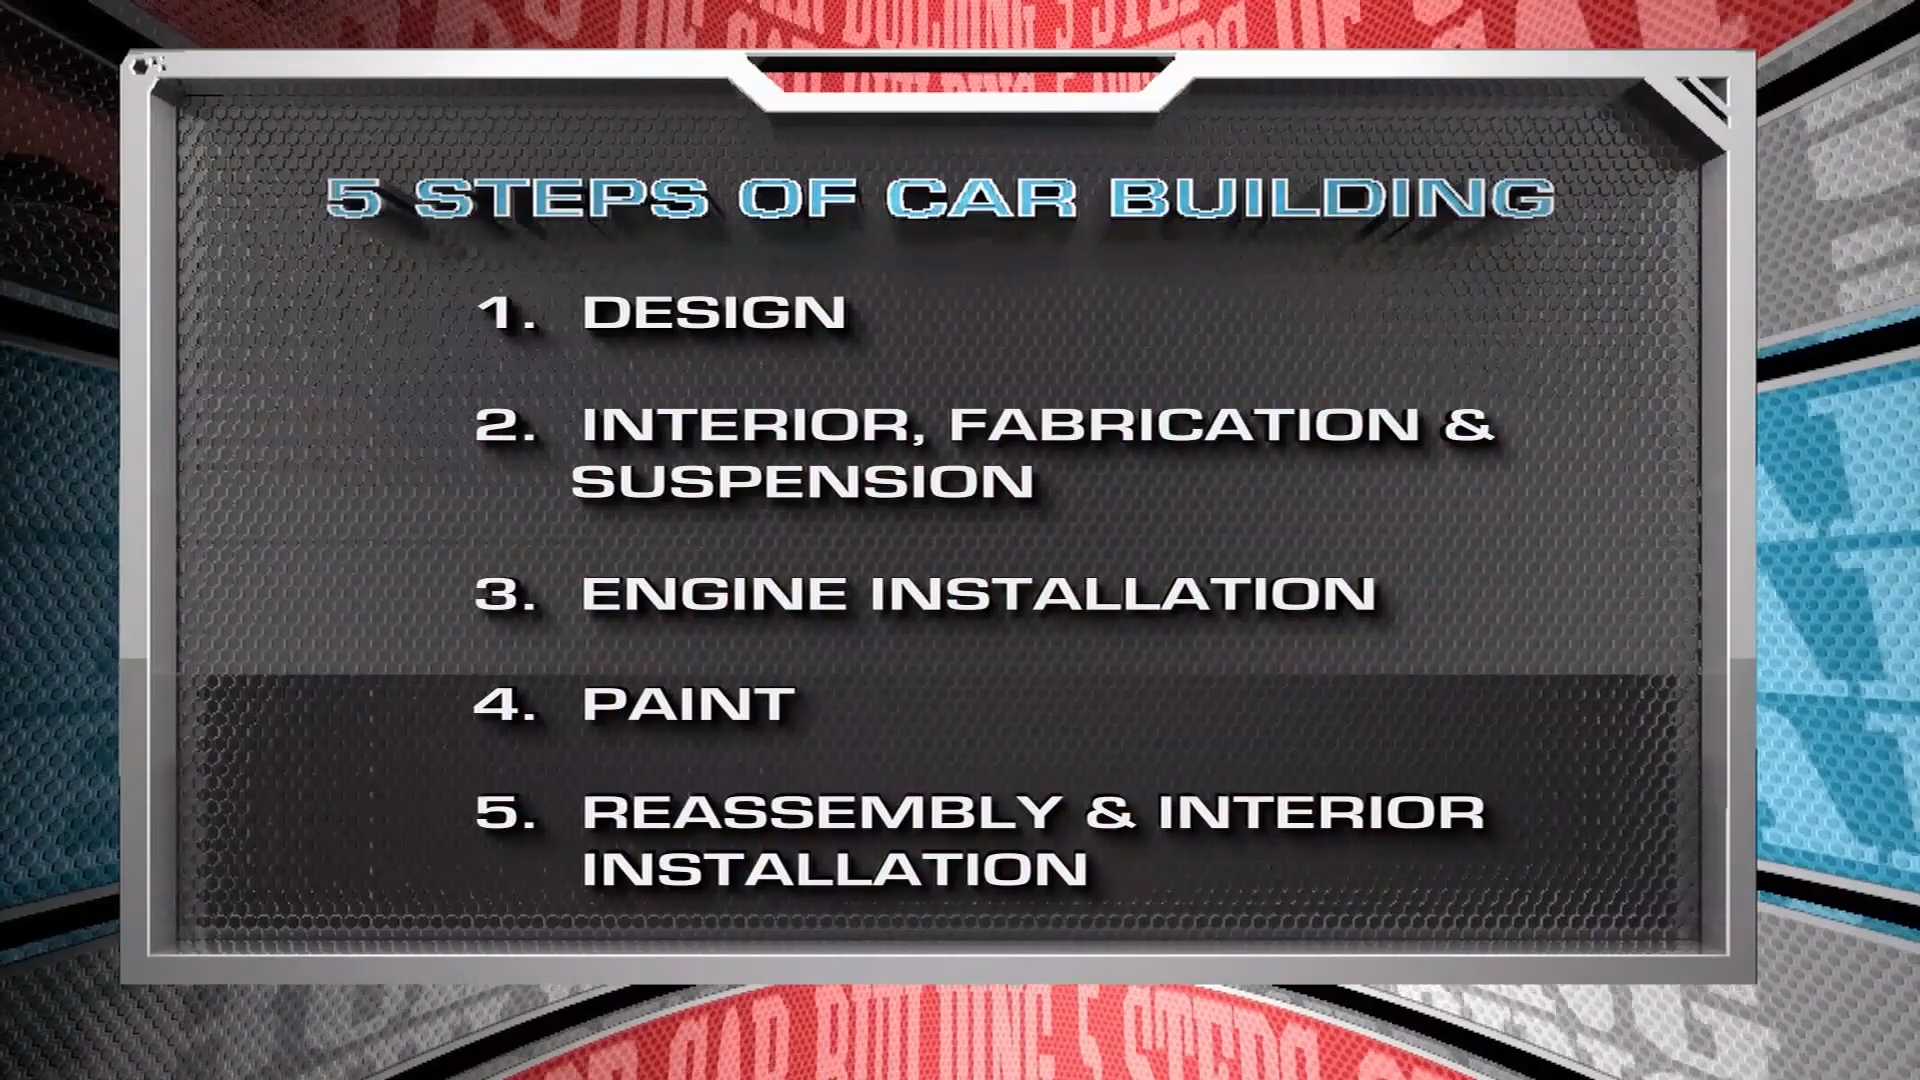 5 STEPS OF CAR BUILDING
1. DESIGN
2. INTERIOR, FABRICATION &
SUSPENSION
3. ENGINE INSTALLATION
4. PAINT
5. REASSEMBLY & INTERIOR
INSTALLATION